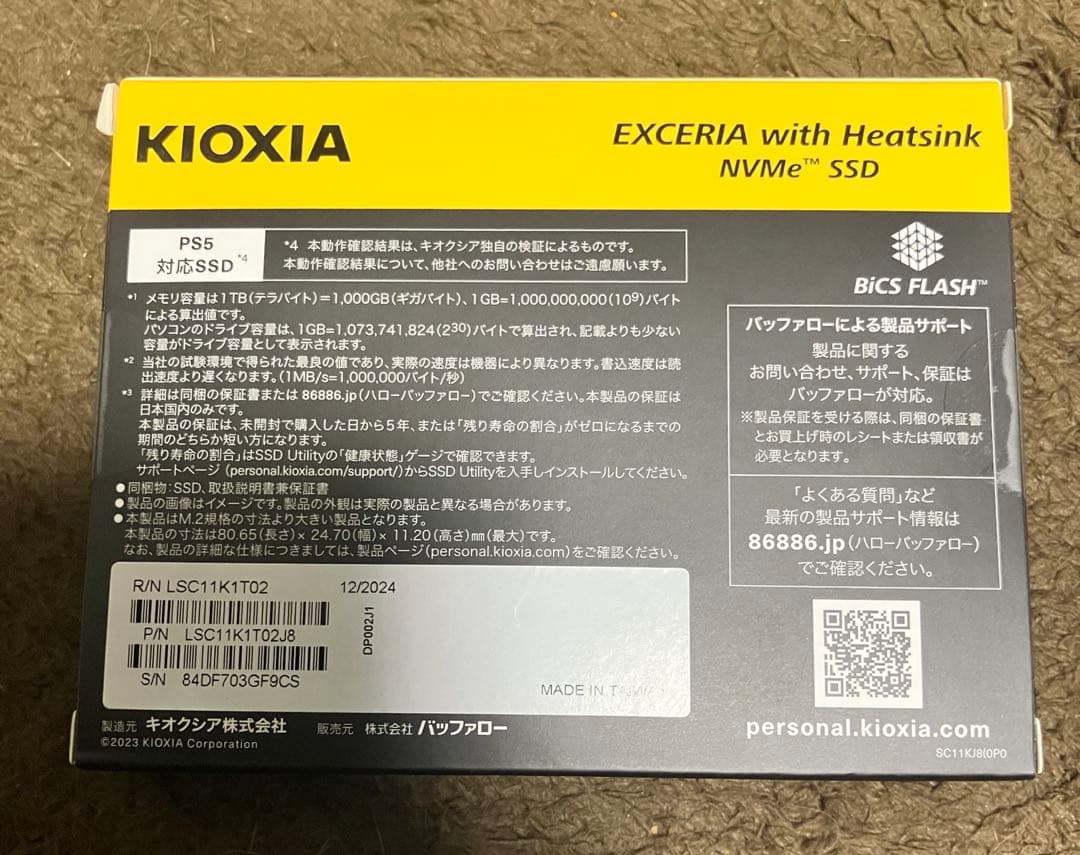 KIOXIA
EXCERIA with Heatsink
NVMe™ SSD
PS5
対応SSD *4
*4 本動作確認結果は、キオクシア独自の検証によるものです。
本動作確認結果について、他社へのお問い合わせはご遠慮願います。
BiCS FLASH™
*1 メモリ容量は1TB(テラバイト)=1,000GB(ギガバイト)、1GB=1,000,000,000(10⁹)バイト
による算出値です。
パソコンのドライブ容量は、1GB=1,073,741,824(2³⁰)バイトで算出され、記載よりも少ない
容量がドライブ容量として表示されます。
*2 当社の試験環境で得られた最良の値であり、実際の速度は機器により異なります。書込速度は読
出速度より遅くなります。(1MB/s=1,000,000バイト/秒)
*3 詳細は同梱の保証書または 86886.jp(ハローバッファロー)でご確認ください。本製品の保証は
日本国内のみです。
本製品の保証は、未開封で購入した日から5年、または「残り寿命の割合」がゼロになるまでの
期間のどちらか短い方になります。
「残り寿命の割合」はSSD Utilityの「健康状態」ゲージで確認できます。
サポートページ (personal.kioxia.com/support/)からSSD Utilityを入手しインストールしてください。
●同梱物:SSD、取扱説明書兼保証書
●製品の画像はイメージです。製品の外観は実際の製品と異なる場合があります。
●本製品はM.2規格の寸法より大きい製品となります。
本製品の寸法は80.65(長さ)× 24.70(幅)× 11.20(高さ)㎜(最大)です。
なお、製品の詳細な仕様につきましては、製品ページ(personal.kioxia.com)をご確認ください。
バッファローによる製品サポート
製品に関する
お問い合わせ、サポート、保証は
バッファローが対応。
※製品保証を受ける際は、同梱の保証書
とお買上げ時のレシートまたは領収書が
必要となります。
「よくある質問」など
最新の製品サポート情報は
86886.jp(ハローバッファロー)
でご確認ください。
R/N LSC11K1T02
12/2024
P/N LSC11K1T02J8
DP002J1
S/N 84DF703GF9CS
MADE IN
製造元 キオクシア株式会社
販売元 株式会社 バッファロー
©2023 KIOXIA Corporation
personal.kioxia.com
SC11KJ8(0P0